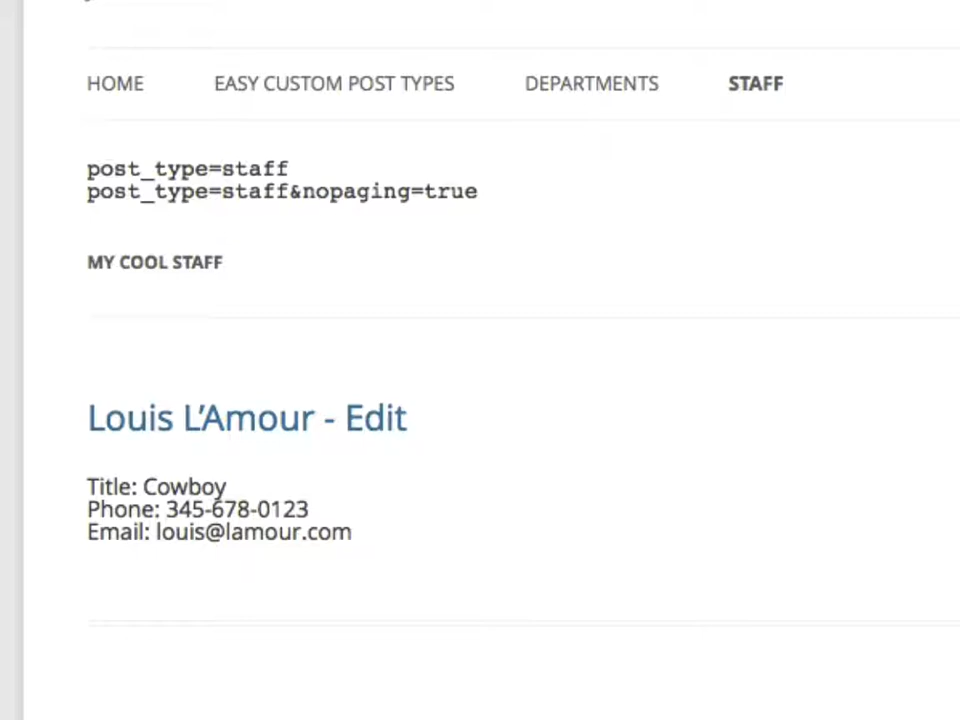 HOME EASY CUSTOM POST TYPES DEPARTMENTS STAFF
post_type=staff
post_type=staff&nopaging=true
MY COOL STAFF
Louis L’Amour - Edit
Title: Cowboy
Phone: 345-678-0123
Email: louis@lamour.com